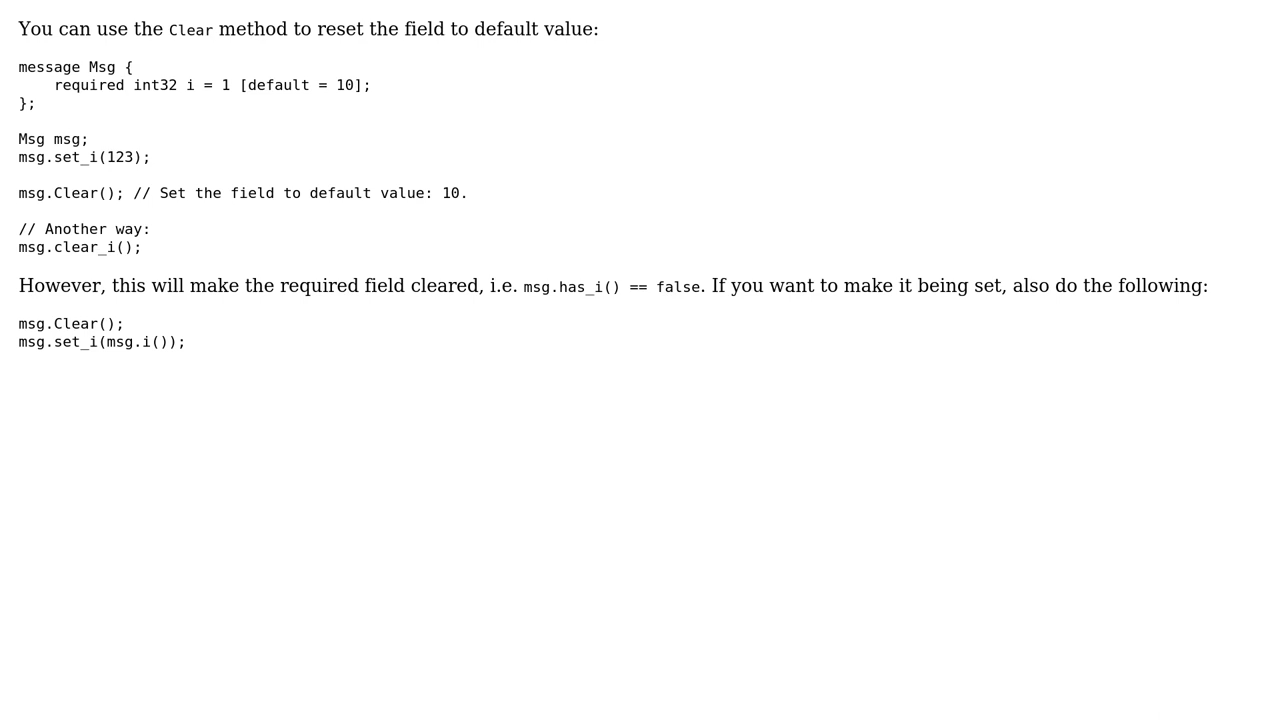 You can use the Clear method to reset the field to default value:
message Msg {
    required int32 i = 1 [default = 10];
};
Msg msg;
msg.set_i(123);
msg.Clear(); // Set the field to default value: 10.
// Another way:
msg.clear_i();
However, this will make the required field cleared, i.e. msg.has_i() == false. If you want to make it being set, also do the following:
msg.Clear();
msg.set_i(msg.i());